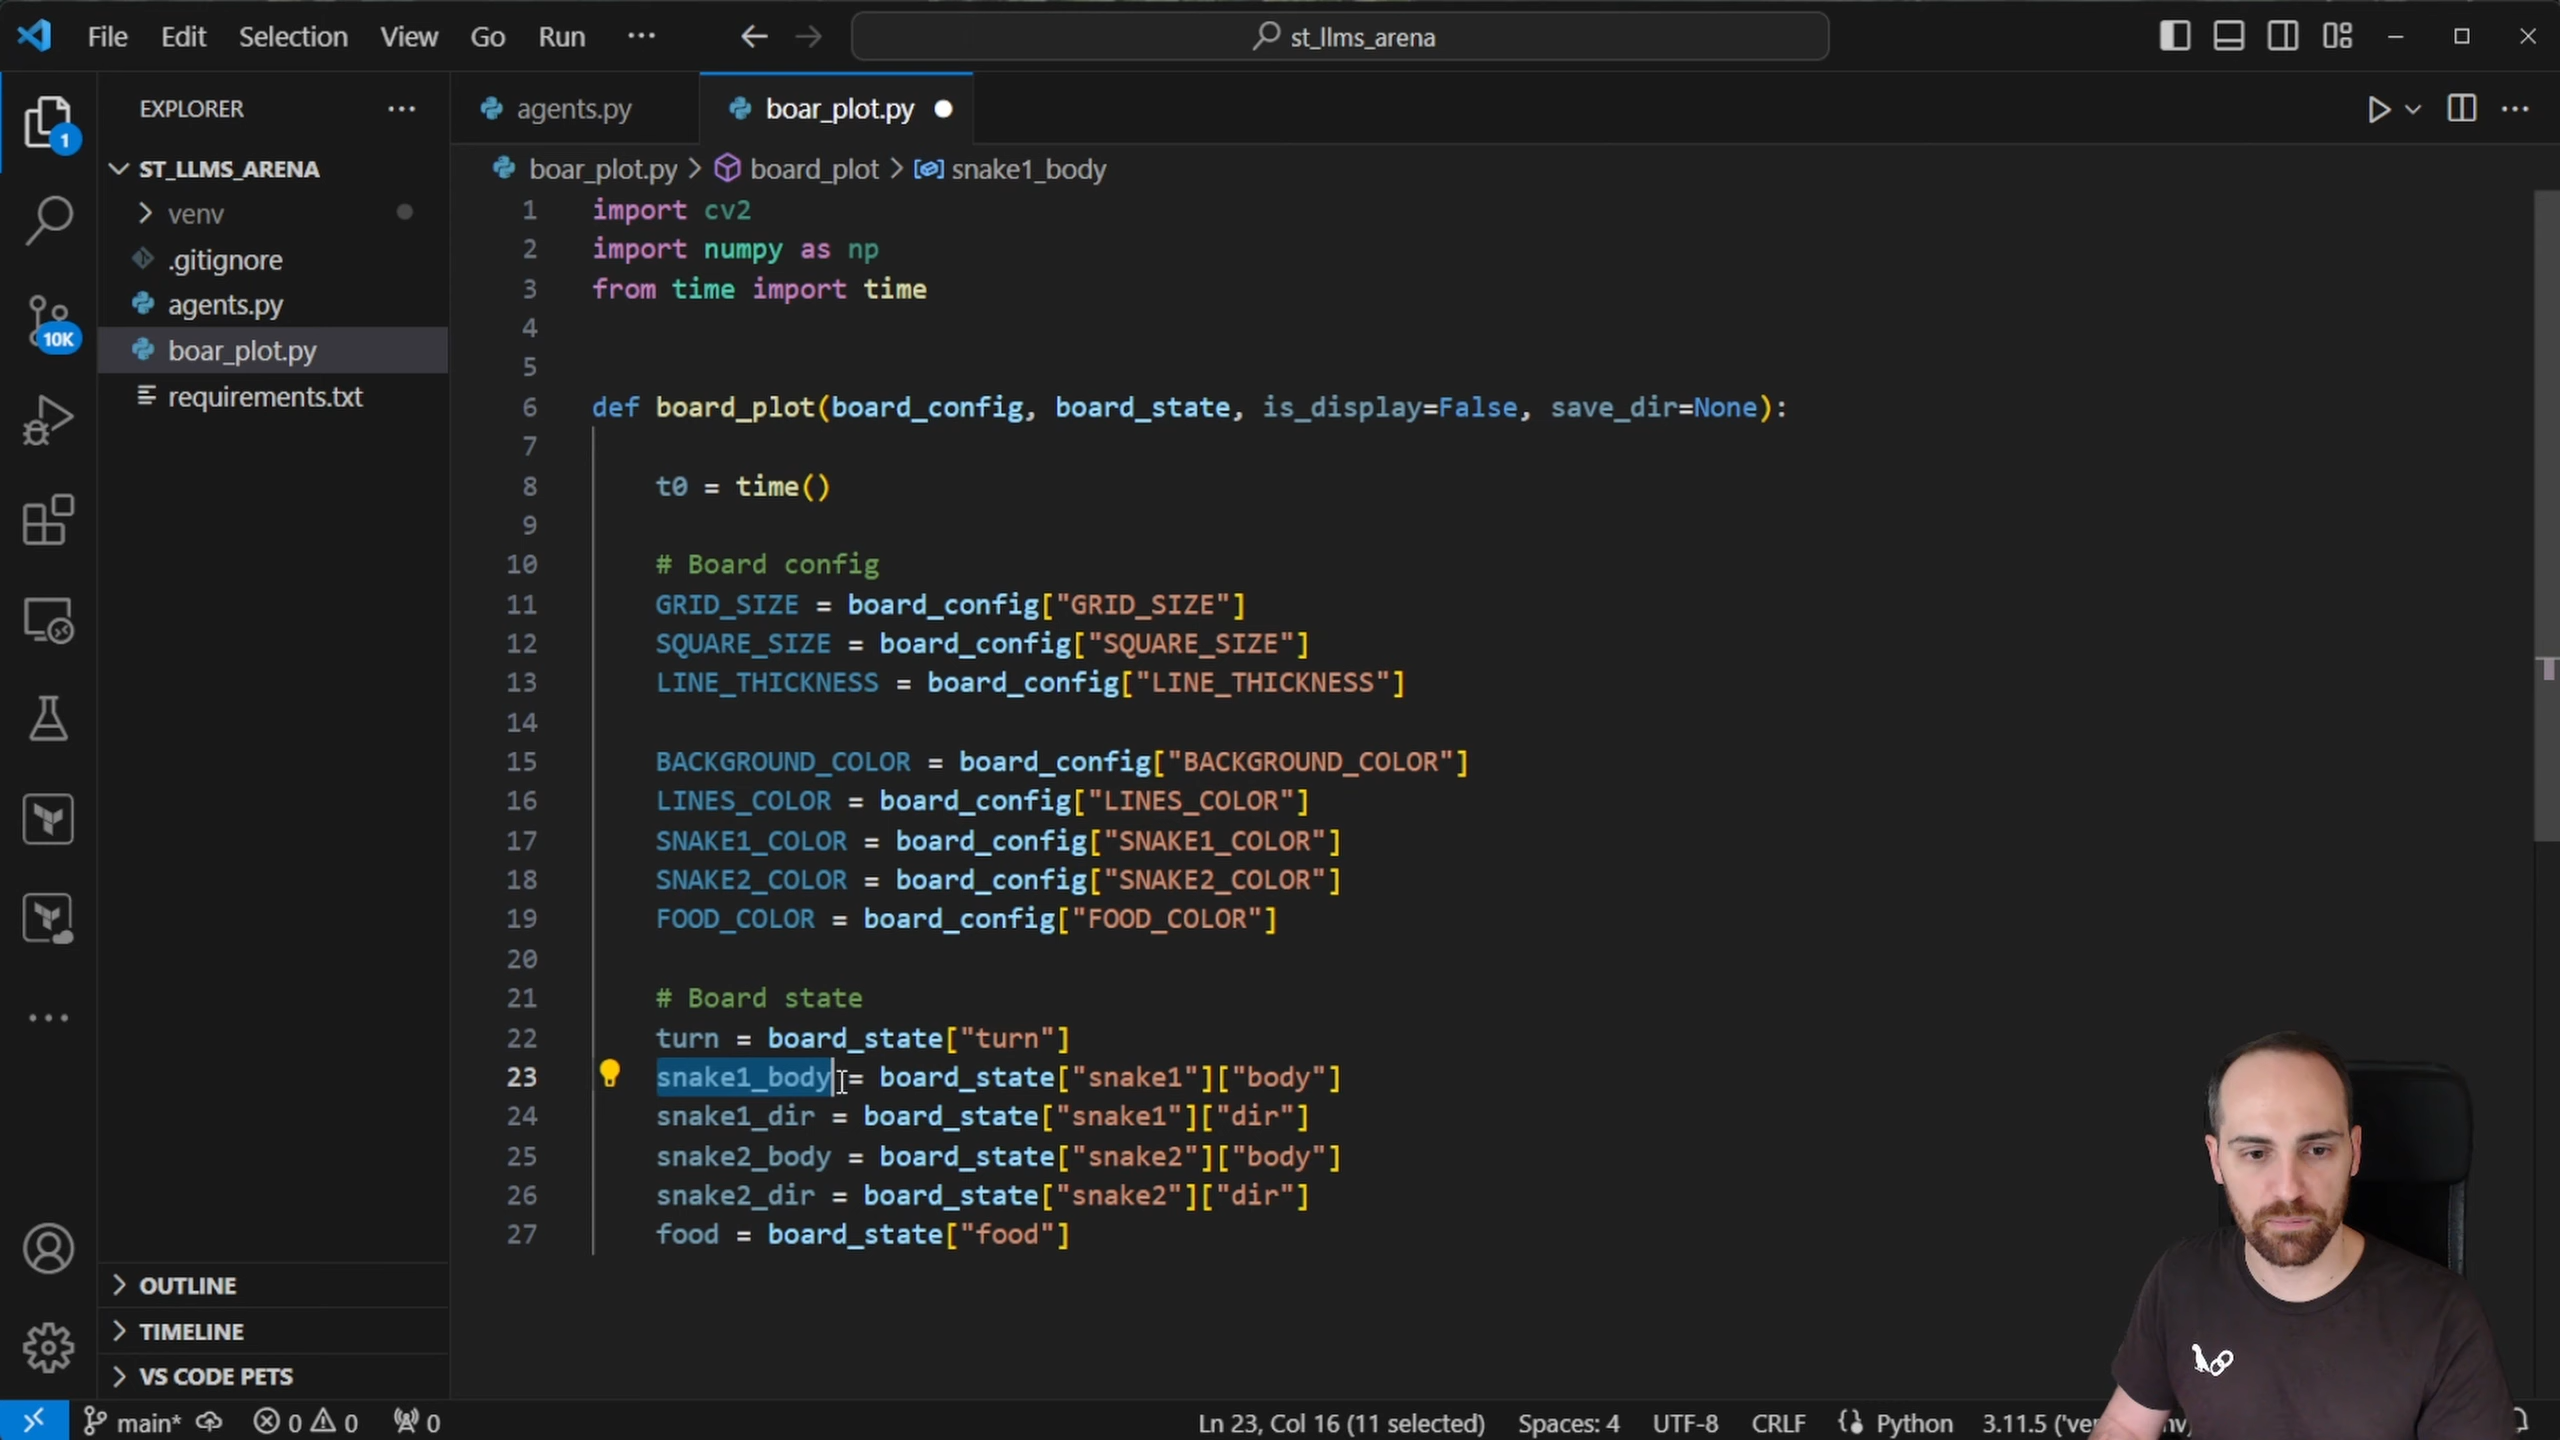 File Edit Selection View Go Run ··· st_llms_arena
EXPLORER ···
agents.py boar_plot.py
ST_LLMS_ARENA
venv
.gitignore
agents.py
boar_plot.py
requirements.txt
OUTLINE
TIMELINE
VS CODE PETS
1
10K
boar_plot.py > board_plot > snake1_body
1 import cv2
2 import numpy as np
3 from time import time
4
5
6 def board_plot(board_config, board_state, is_display=False, save_dir=None):
7
8 t0 = time()
9
10 # Board config
11 GRID_SIZE = board_config["GRID_SIZE"]
12 SQUARE_SIZE = board_config["SQUARE_SIZE"]
13 LINE_THICKNESS = board_config["LINE_THICKNESS"]
14
15 BACKGROUND_COLOR = board_config["BACKGROUND_COLOR"]
16 LINES_COLOR = board_config["LINES_COLOR"]
17 SNAKE1_COLOR = board_config["SNAKE1_COLOR"]
18 SNAKE2_COLOR = board_config["SNAKE2_COLOR"]
19 FOOD_COLOR = board_config["FOOD_COLOR"]
20
21 # Board state
22 turn = board_state["turn"]
23 snake1_body = board_state["snake1"]["body"]
24 snake1_dir = board_state["snake1"]["dir"]
25 snake2_body = board_state["snake2"]["body"]
26 snake2_dir = board_state["snake2"]["dir"]
27 food = board_state["food"]
main* 0 0 0 Ln 23, Col 16 (11 selected) Spaces: 4 UTF-8 CRLF Python 3.11.5